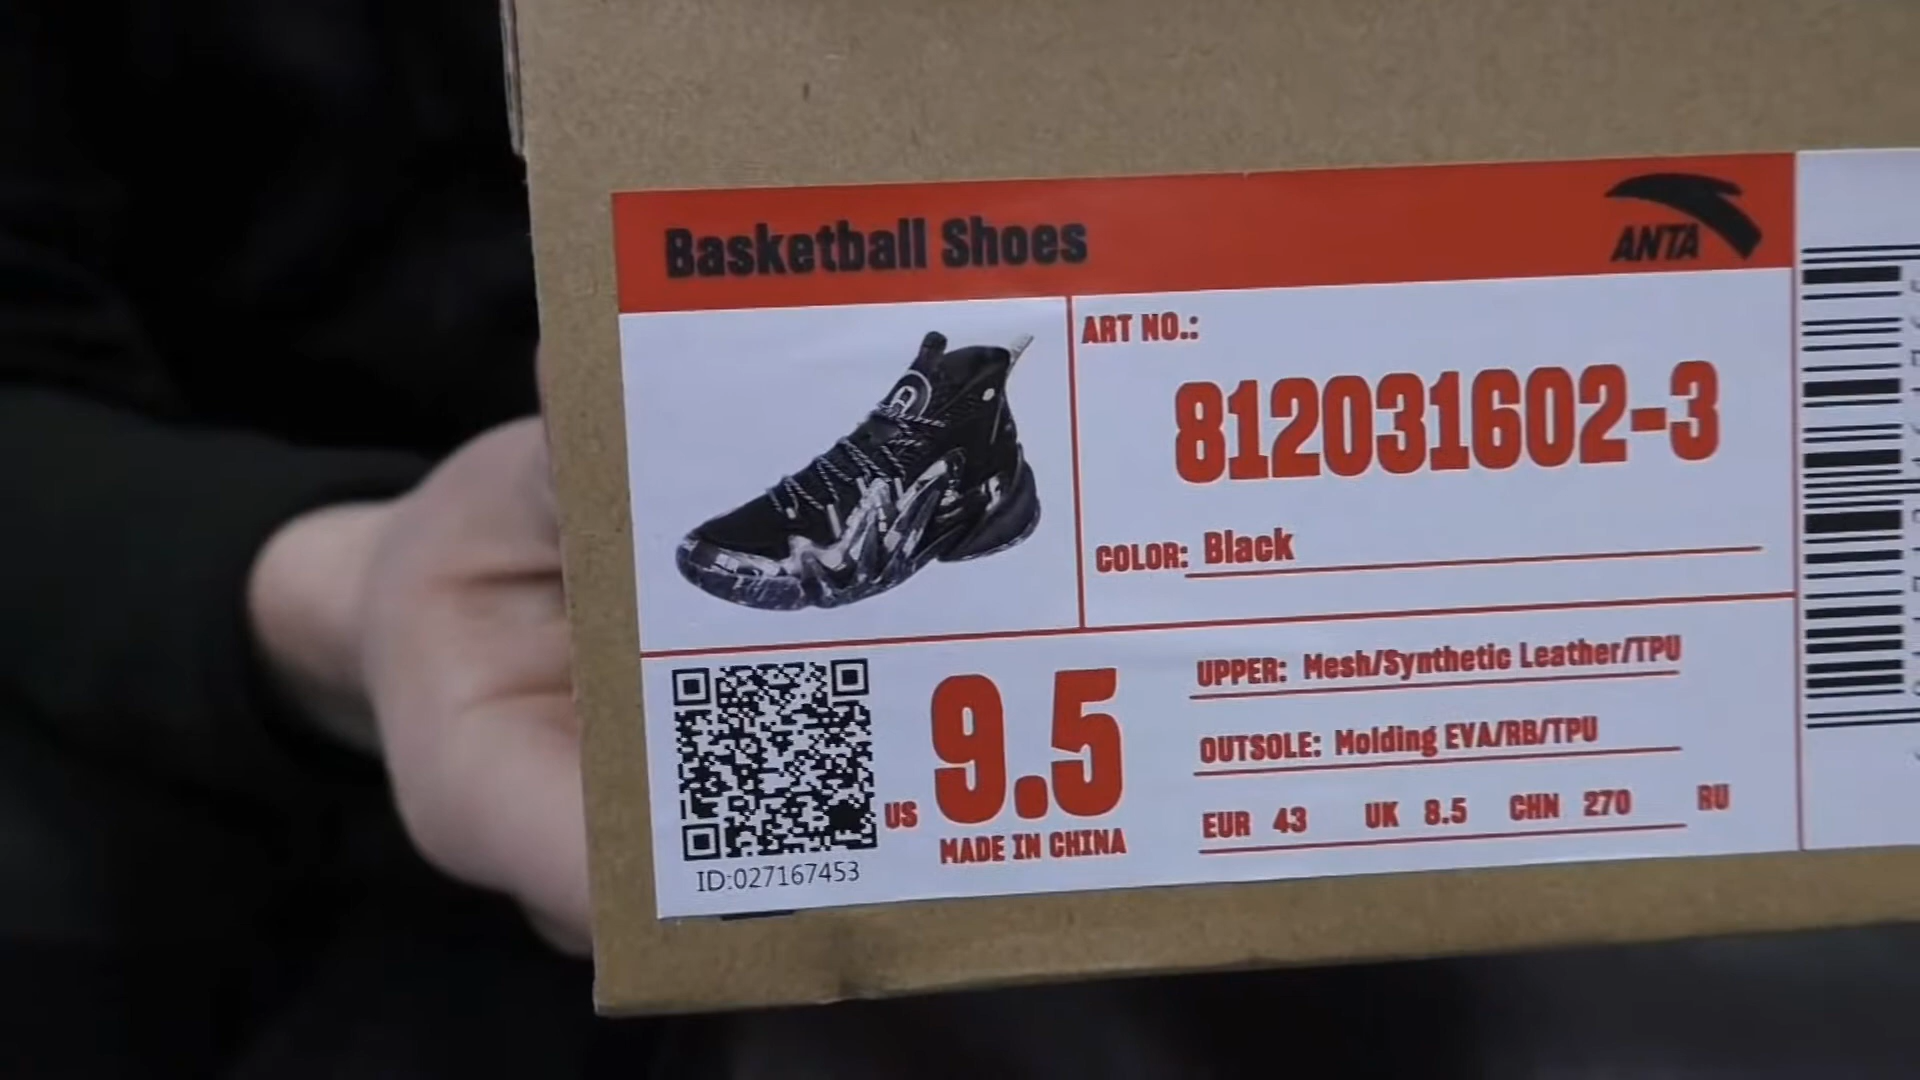 Basketball Shoes
ANTA
ART NO.:
812031602-3
COLOR: Black
UPPER: Mesh/Synthetic Leather/TPU
OUTSOLE: Molding EVA/RB/TPU
US 9.5
MADE IN CHINA
EUR 43 UK 8.5 CHN 270 RU
ID:027167453